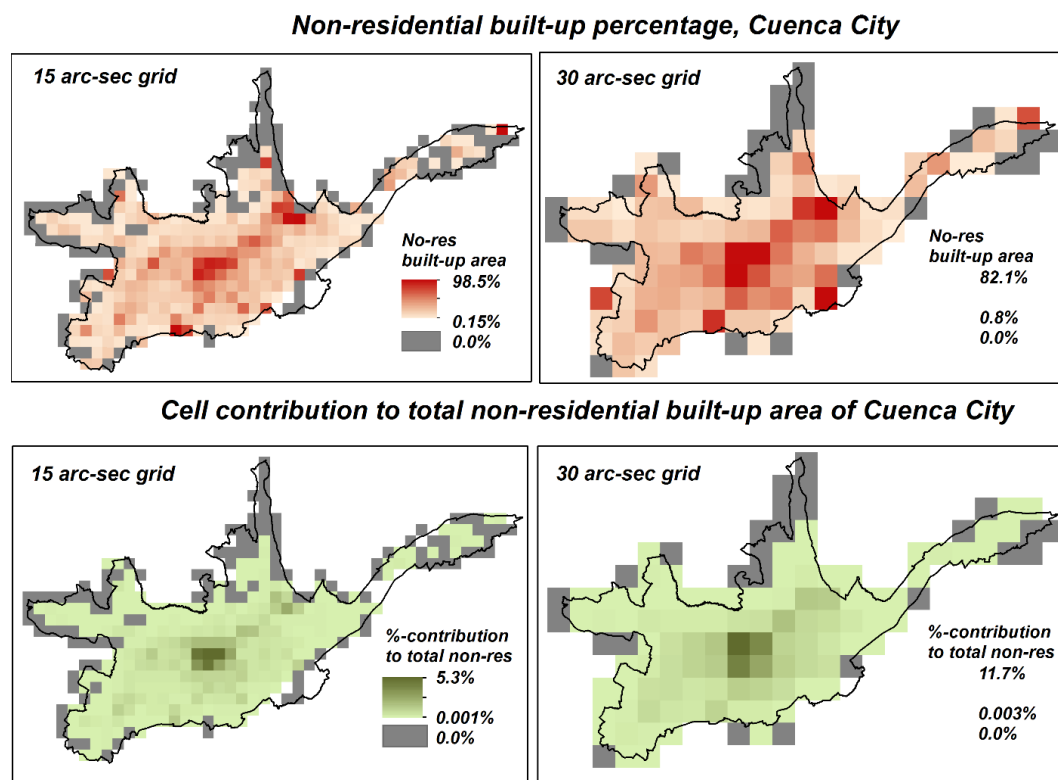 Non-residential built-up percentage, Cuenca City
15 arc-sec grid
No-res
built-up area
98.5%
0.15%
0.0%
30 arc-sec grid
No-res
built-up area
82.1%
0.8%
0.0%
Cell contribution to total non-residential built-up area of Cuenca City
15 arc-sec grid
%-contribution
to total non-res
5.3%
0.001%
0.0%
30 arc-sec grid
%-contribution
to total non-res
11.7%
0.003%
0.0%